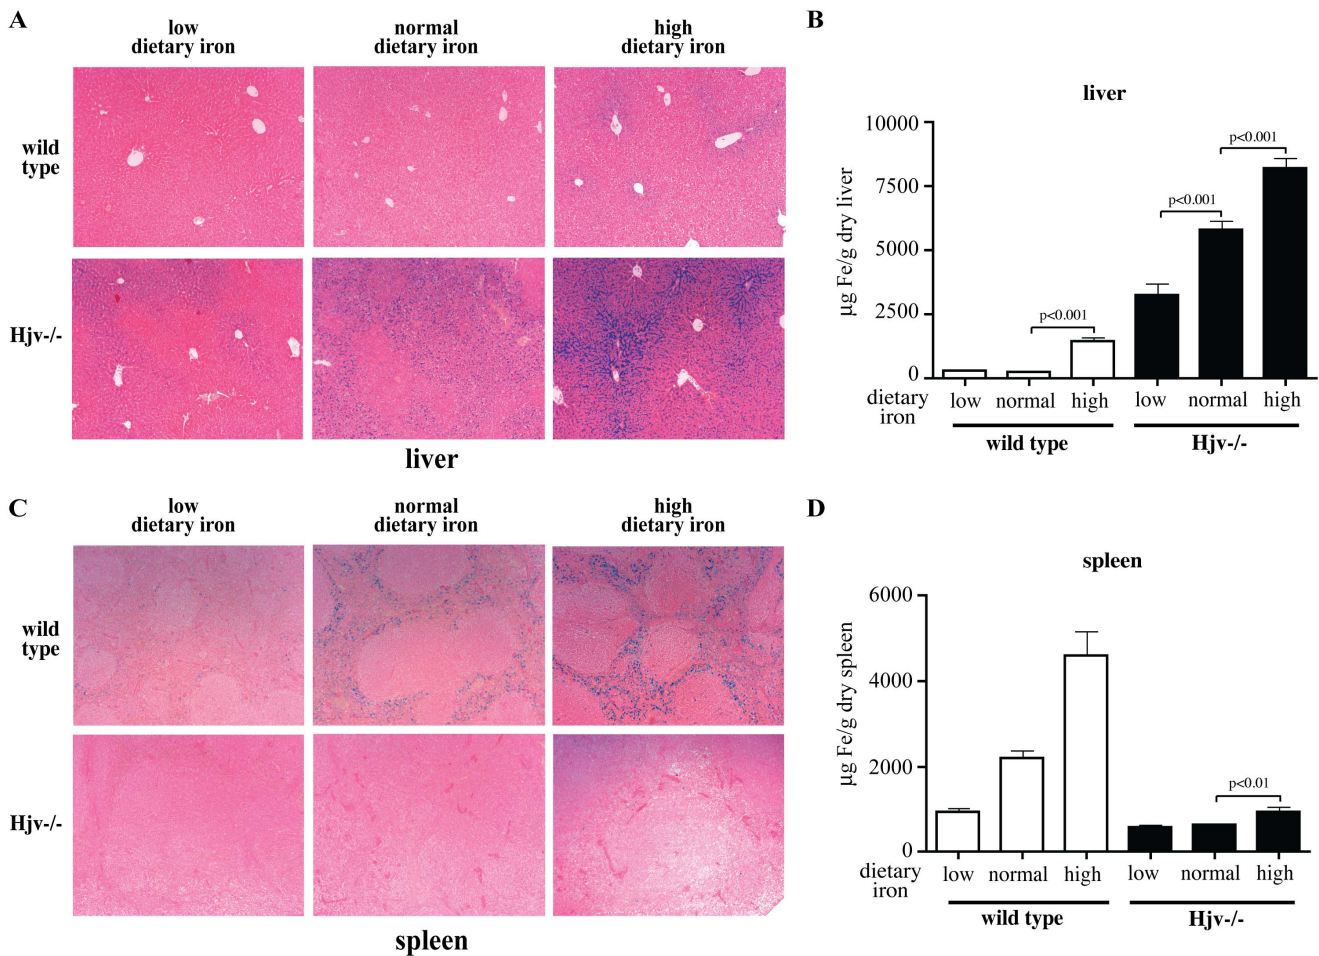 A
low
dietary iron
normal
dietary iron
high
dietary iron
wild
type
Hjv-/-
liver
B
liver
µg Fe/g dry liver
10000
7500
5000
2500
0
p<0.001
p<0.001
p<0.001
dietary
iron
low
normal
high
low
normal
high
wild type
Hjv-/-
C
low
dietary iron
normal
dietary iron
high
dietary iron
wild
type
Hjv-/-
spleen
D
spleen
µg Fe/g dry spleen
6000
4000
2000
0
p<0.01
dietary
iron
low
normal
high
low
normal
high
wild type
Hjv-/-